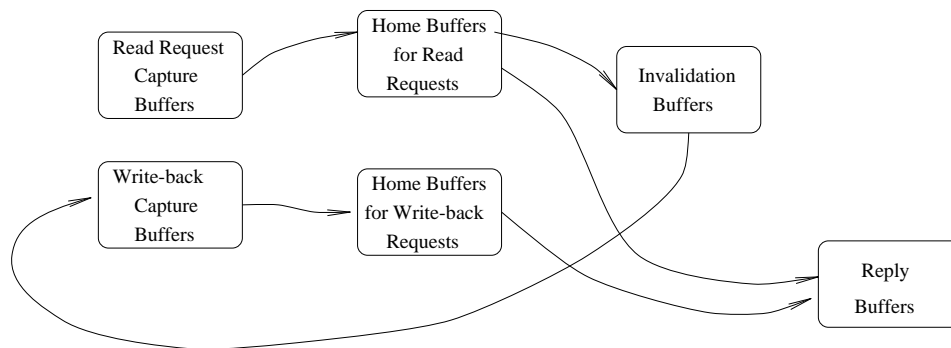 Read Request
Capture
Buffers
Home Buffers
for Read
Requests
Invalidation
Buffers
Write-back
Capture
Buffers
Home Buffers
for Write-back
Requests
Reply
Buffers